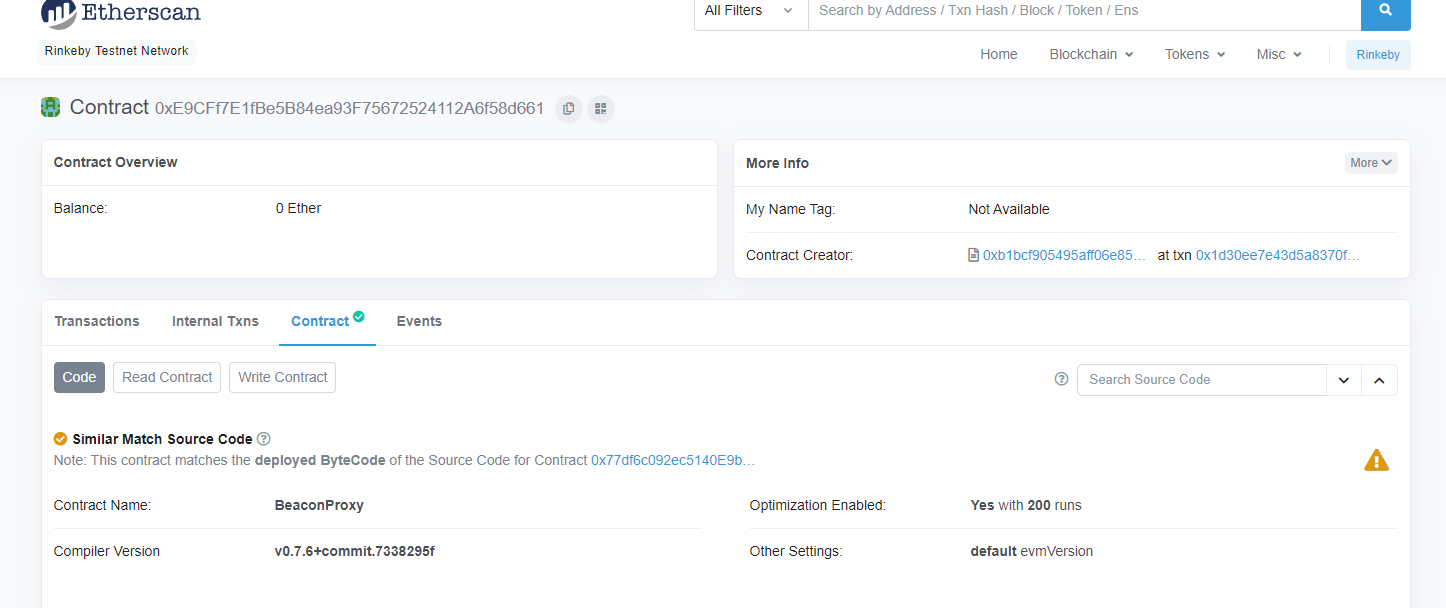 Etherscan
All Filters Search by Address / Txn Hash / Block / Token / Ens
Rinkeby Testnet Network
Home Blockchain Tokens Misc Rinkeby
Contract 0xE9CFf7E1fBe5B84ea93F75672524112A6f58d661
Contract Overview
Balance: 0 Ether
More Info More
My Name Tag: Not Available
Contract Creator: 0xb1bcf905495aff06e85... at txn 0x1d30ee7e43d5a8370f...
Transactions Internal Txns Contract Events
Code Read Contract Write Contract Search Source Code
Similar Match Source Code
Note: This contract matches the deployed ByteCode of the Source Code for Contract 0x77df6c092ec5140E9b...
Contract Name: BeaconProxy Optimization Enabled: Yes with 200 runs
Compiler Version v0.7.6+commit.7338295f Other Settings: default evmVersion